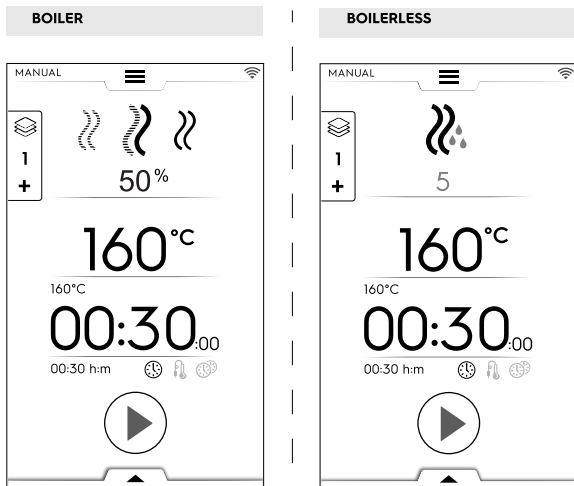 BOILER
MANUAL
1
+
50%
160°C
160°C
00:30:00
00:30 h:m
BOILERLESS
MANUAL
1
+
5
160°C
160°C
00:30:00
00:30 h:m